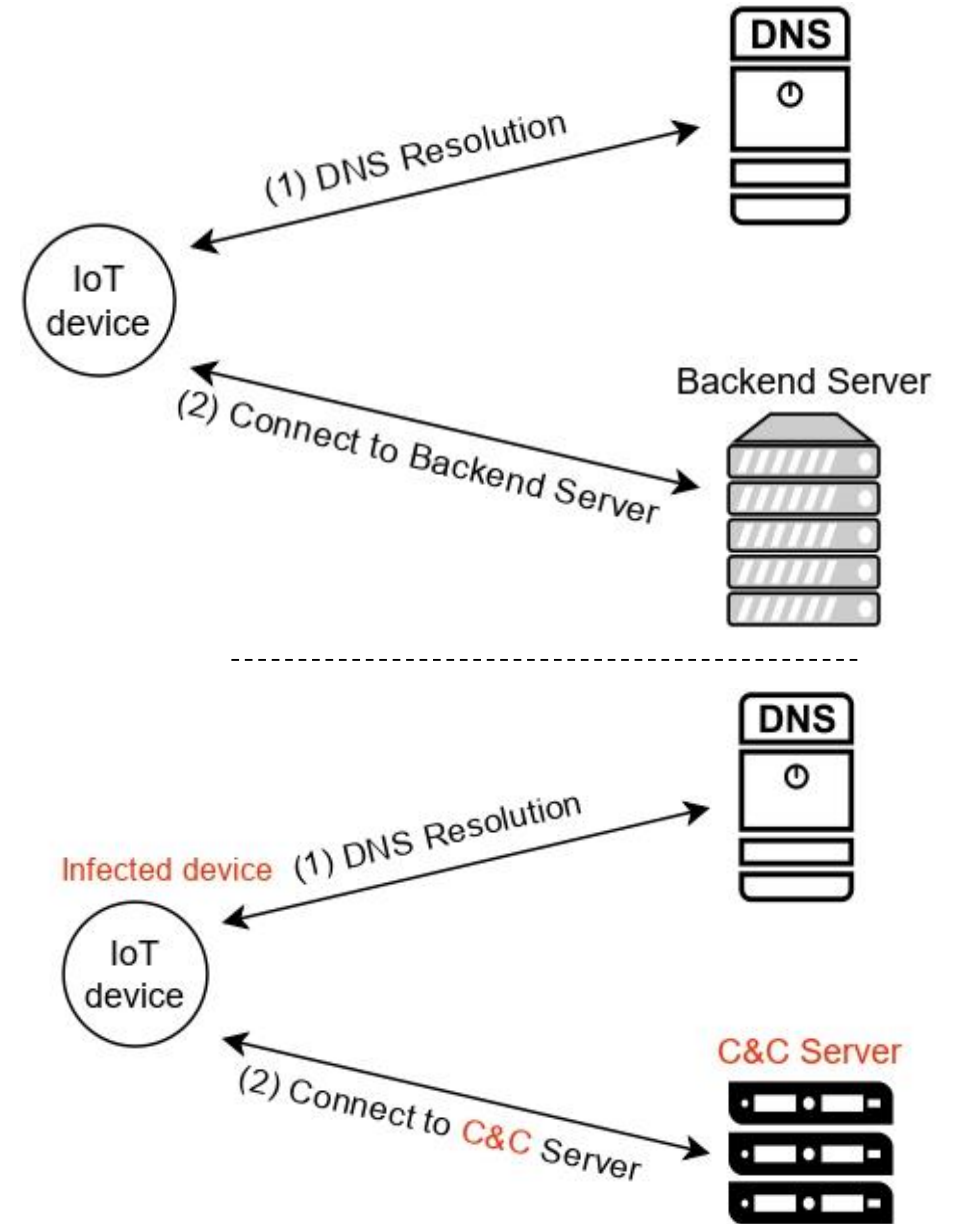 DNS
(1) DNS Resolution
IoT
device
Backend Server
(2) Connect to Backend Server
DNS
(1) DNS Resolution
Infected device
IoT
device
C&C Server
(2) Connect to C&C Server